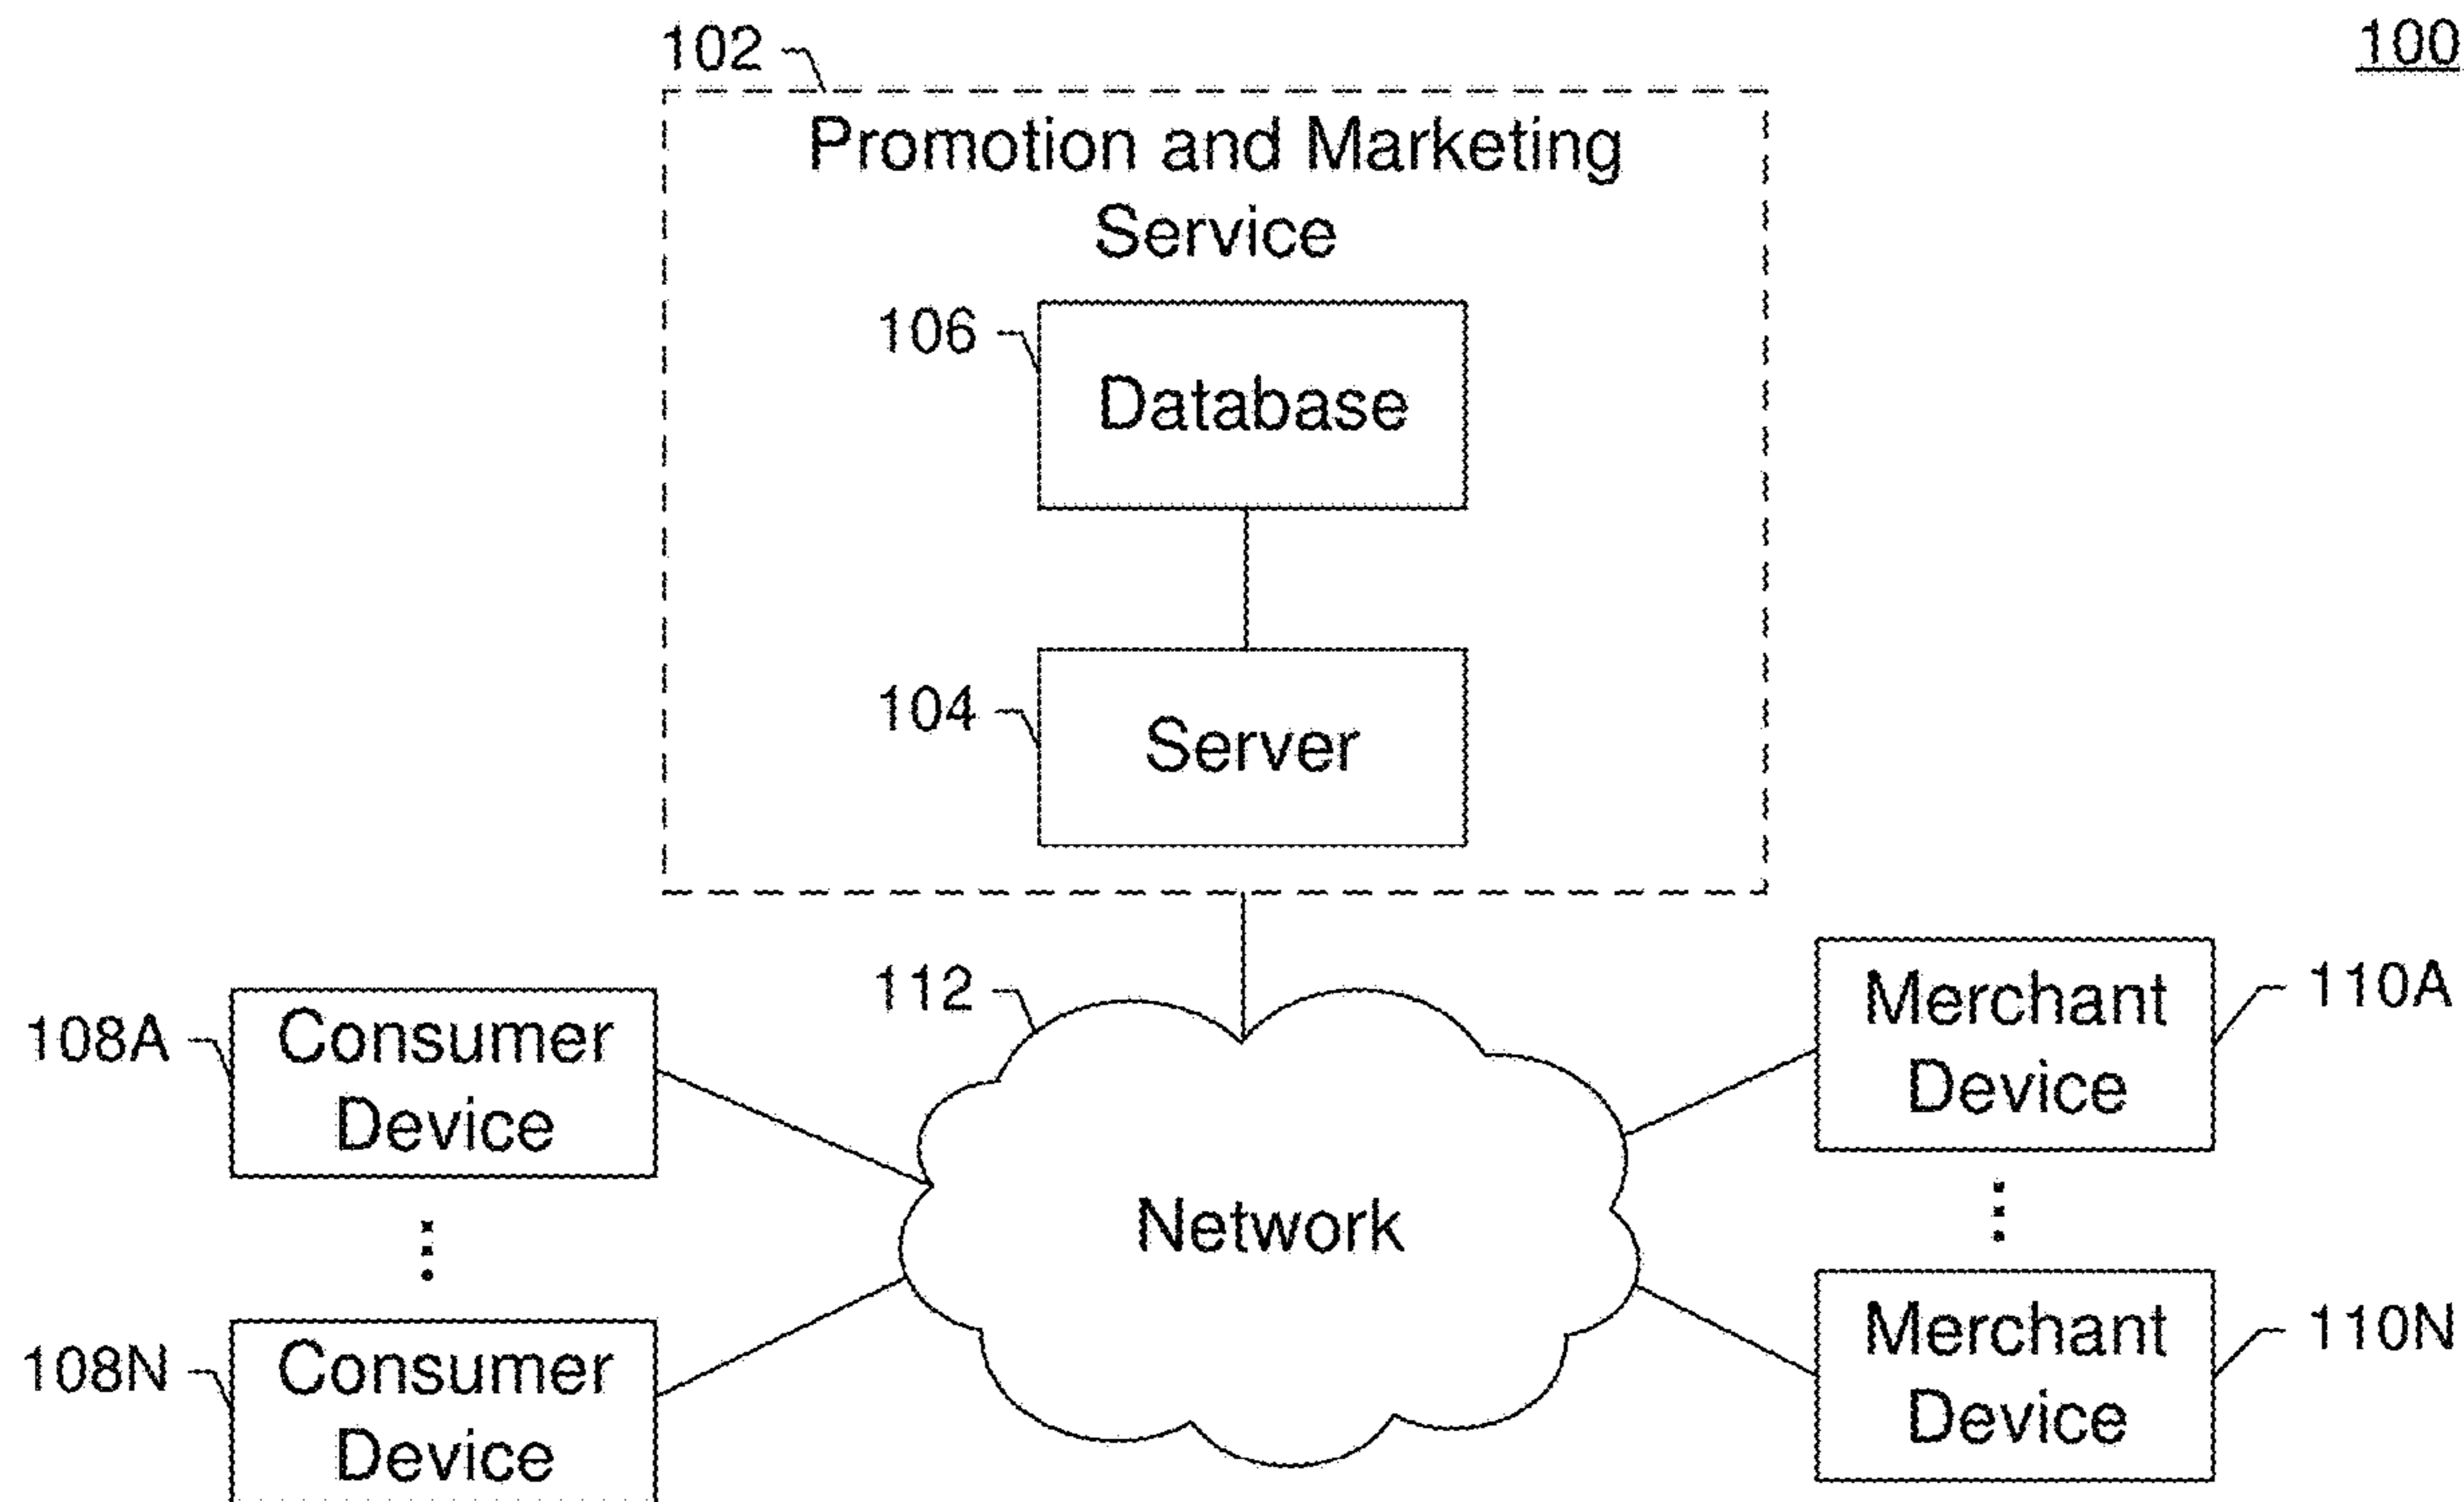 100
102
Promotion and Marketing
Service
106
Database
104
Server
112
108A
Consumer
Device
108N
Consumer
Device
Network
Merchant
Device
110A
Merchant
Device
110N